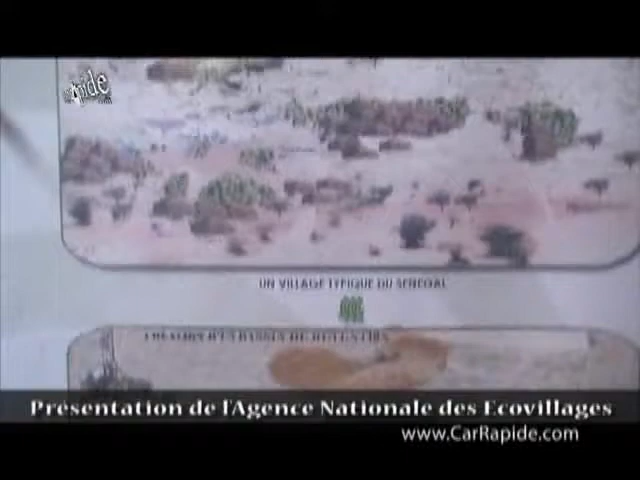 UN VILLAGE TYPIQUE DU SENEGAL
Présentation de l'Agence Nationale des Ecovillages
www.CarRapide.com